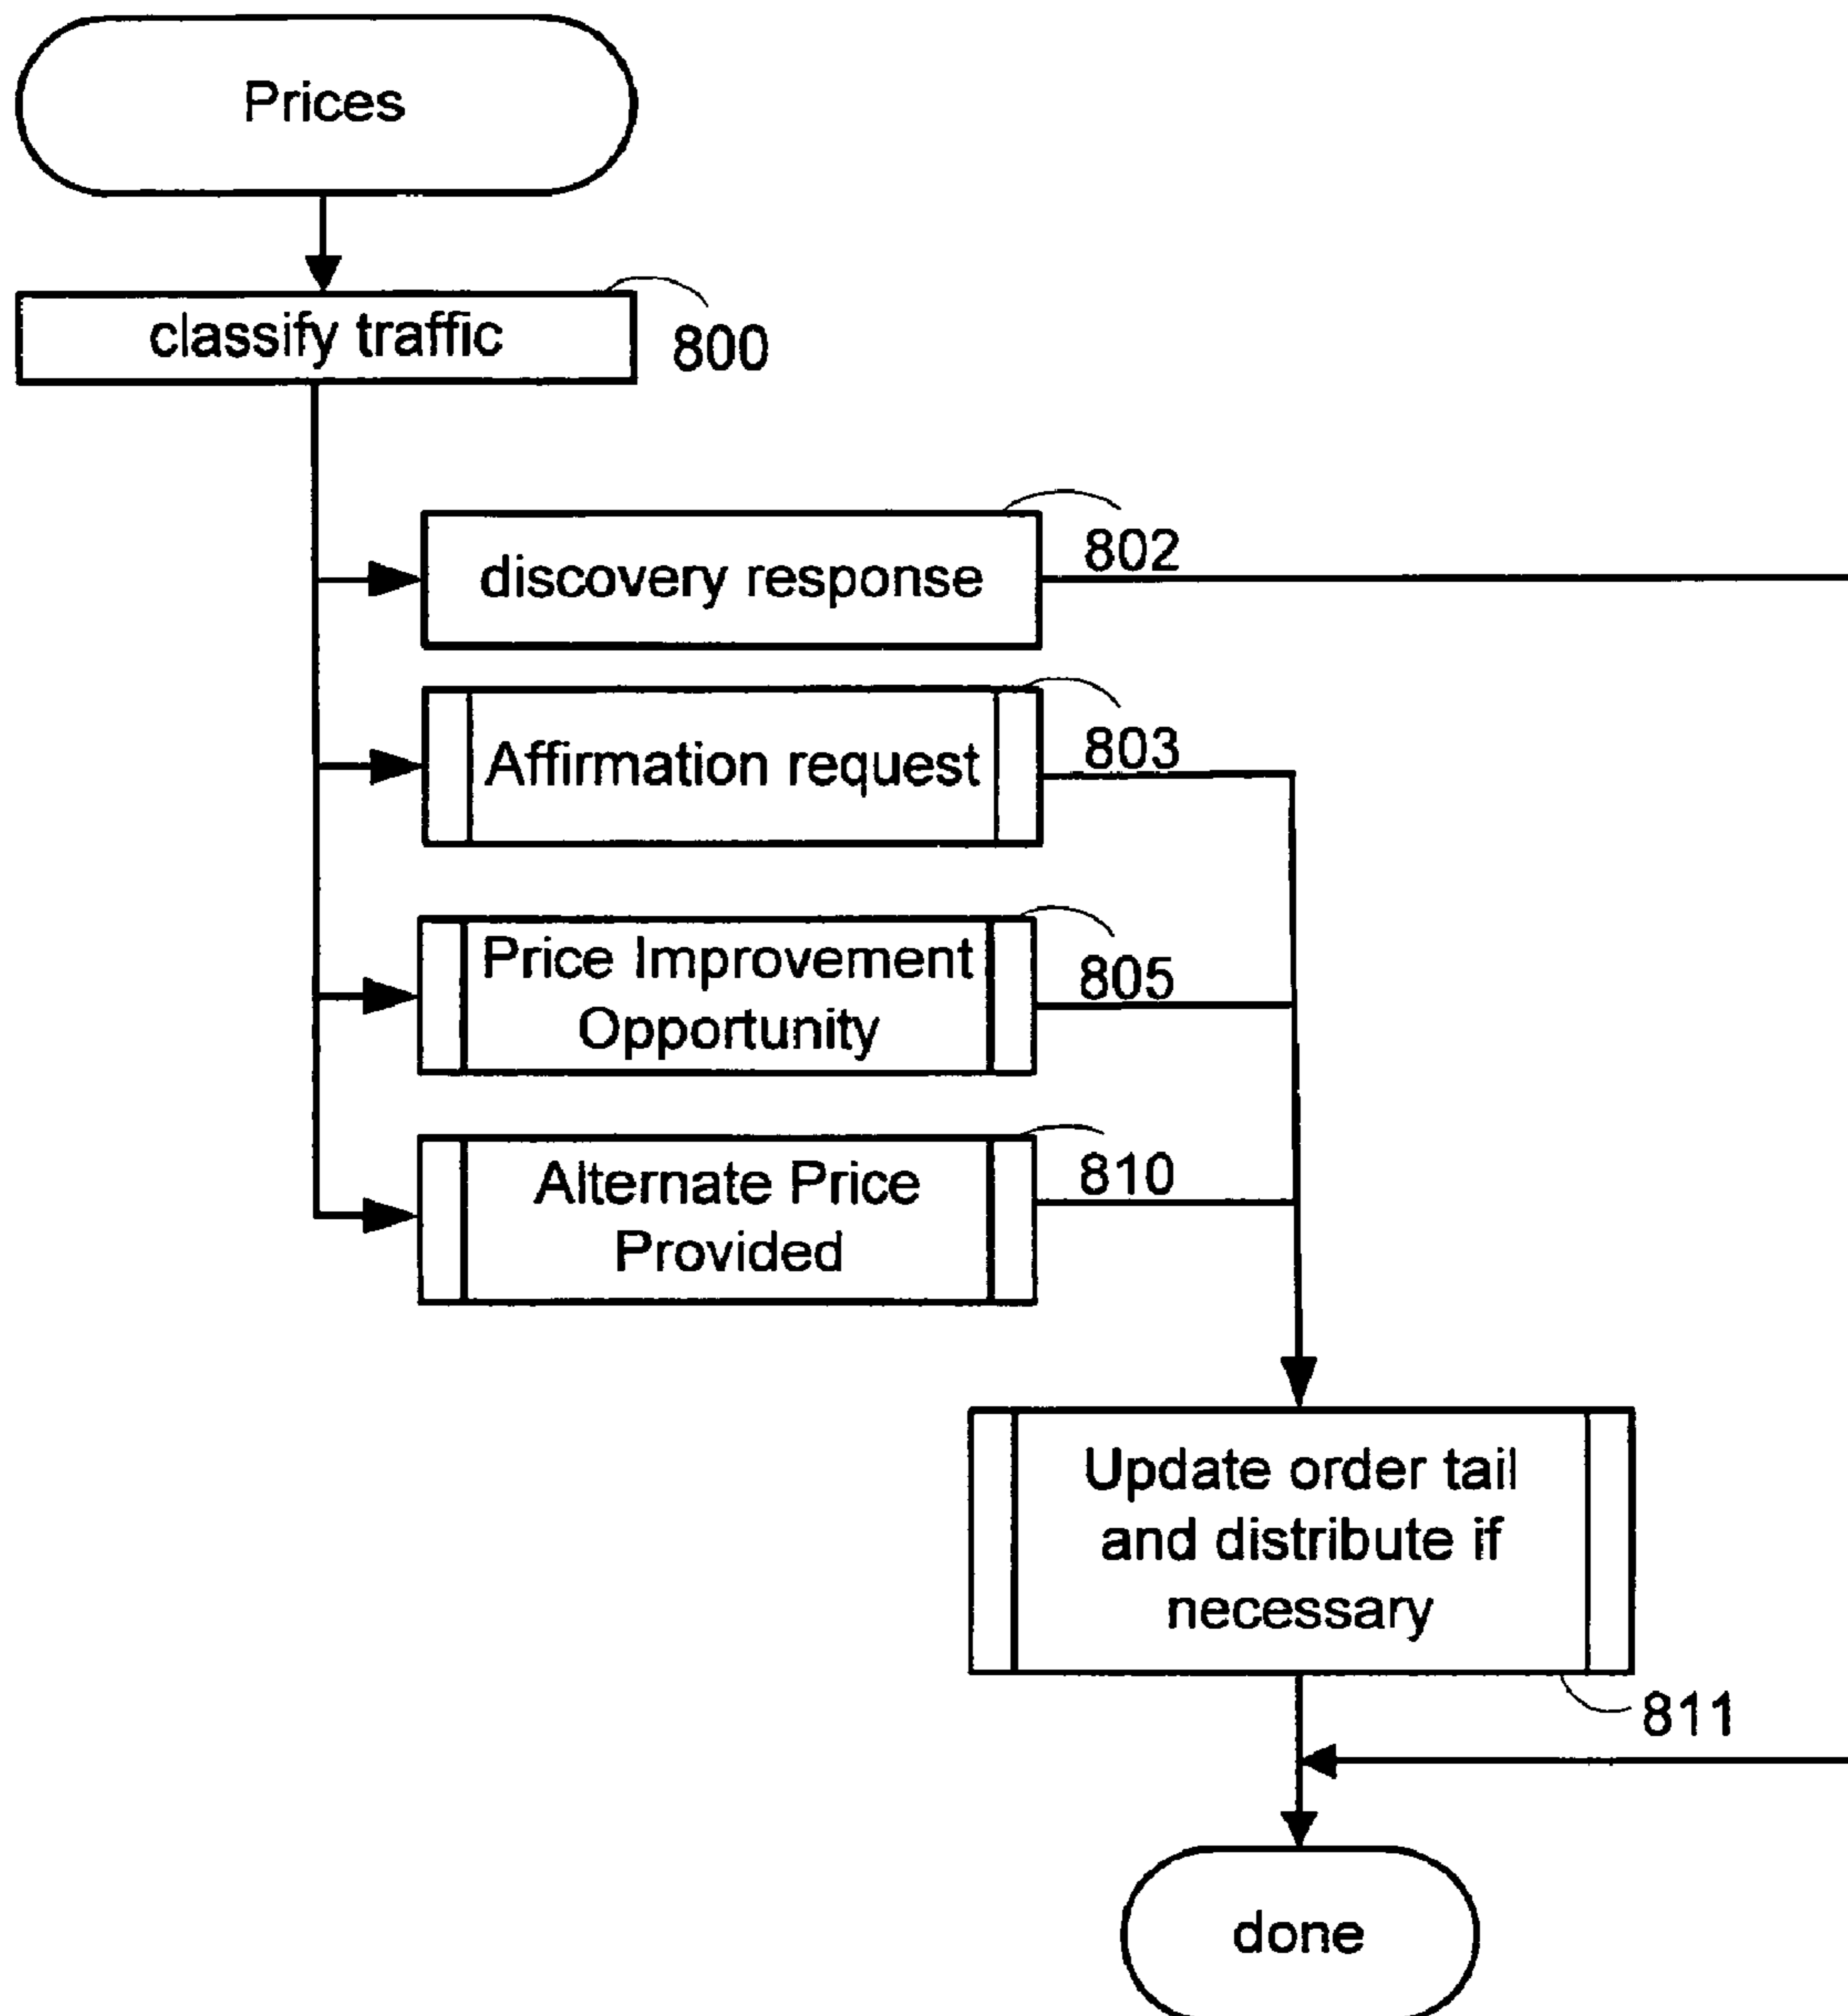 Prices
classify traffic
800
802
discovery response
803
Affirmation request
Price Improvement
Opportunity
805
Alternate Price
Provided
810
Update order tail
and distribute if
necessary
811
done